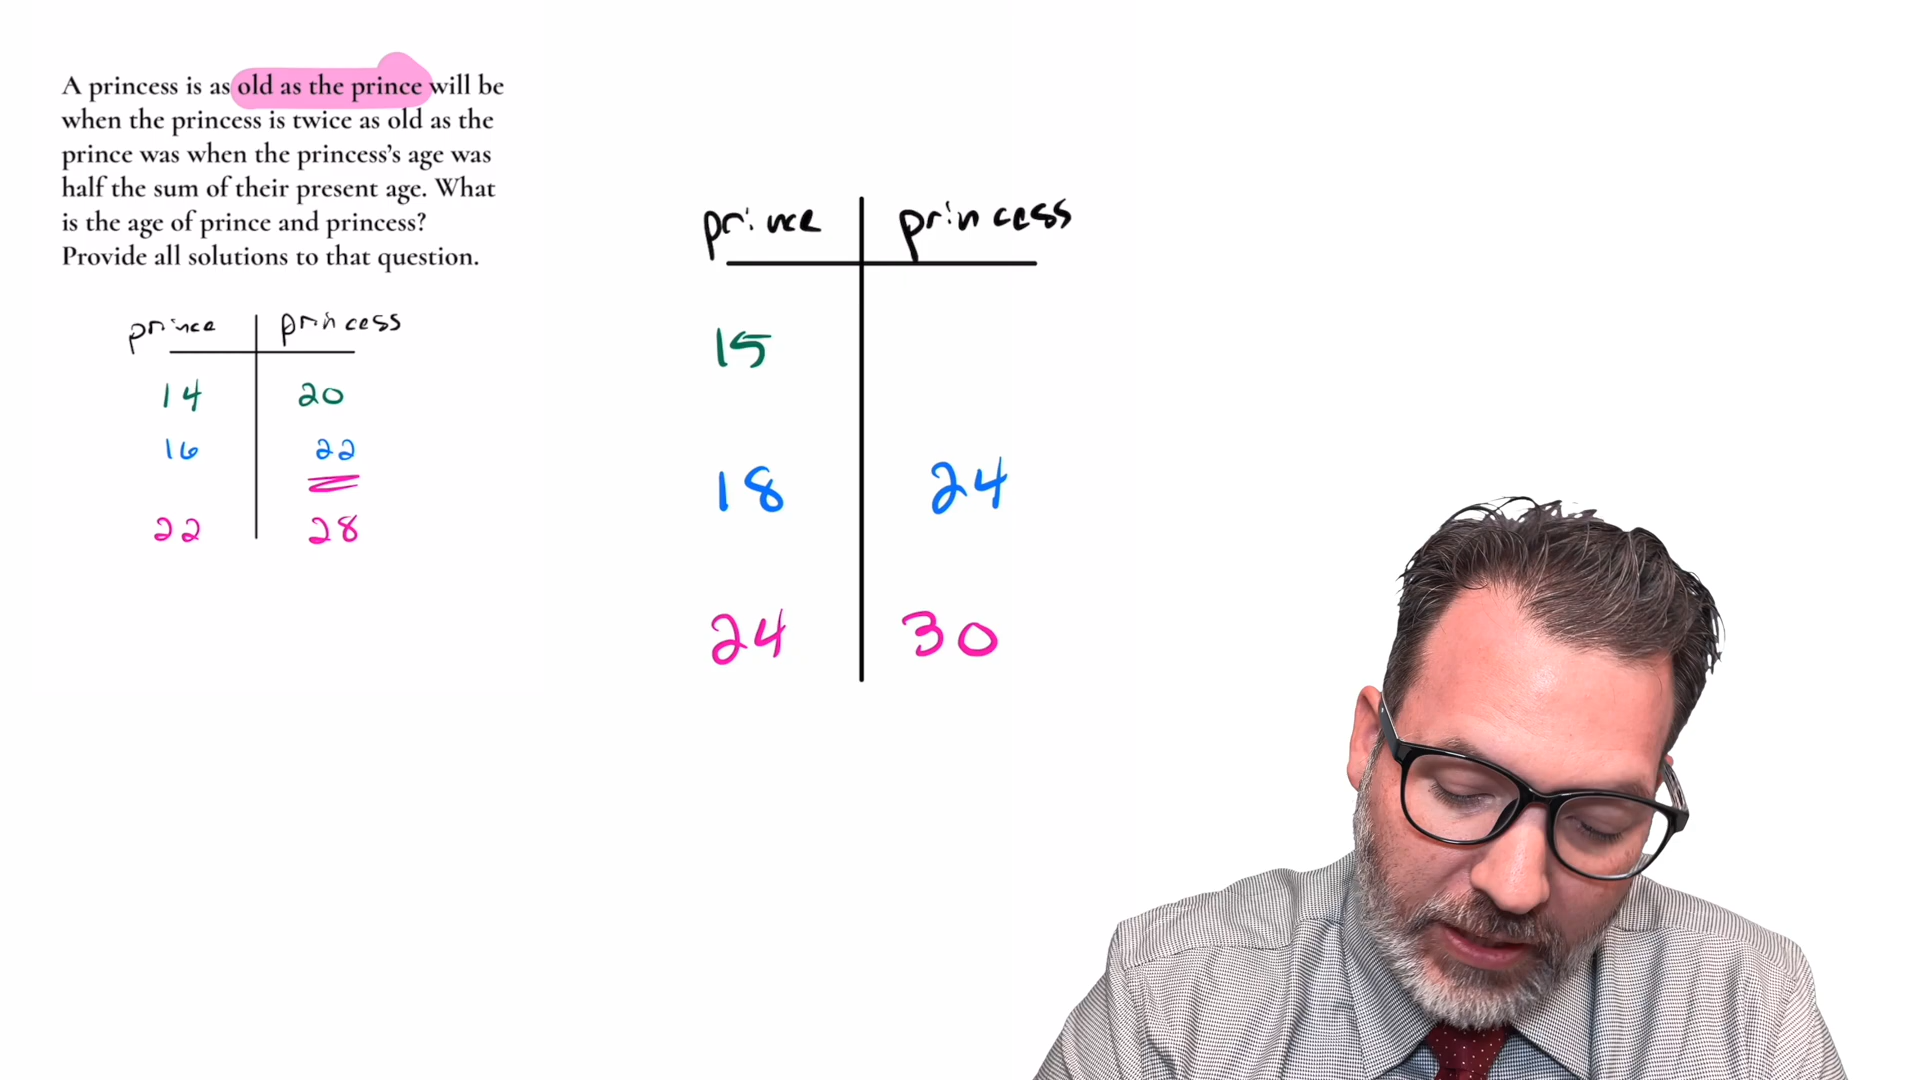 A princess is as old as the prince will be
when the princess is twice as old as the
prince was when the princess's age was
half the sum of their present age. What
is the age of prince and princess?
Provide all solutions to that question.
prince princess
14 20
16 22
22 28
prince princess
15
18 24
24 30